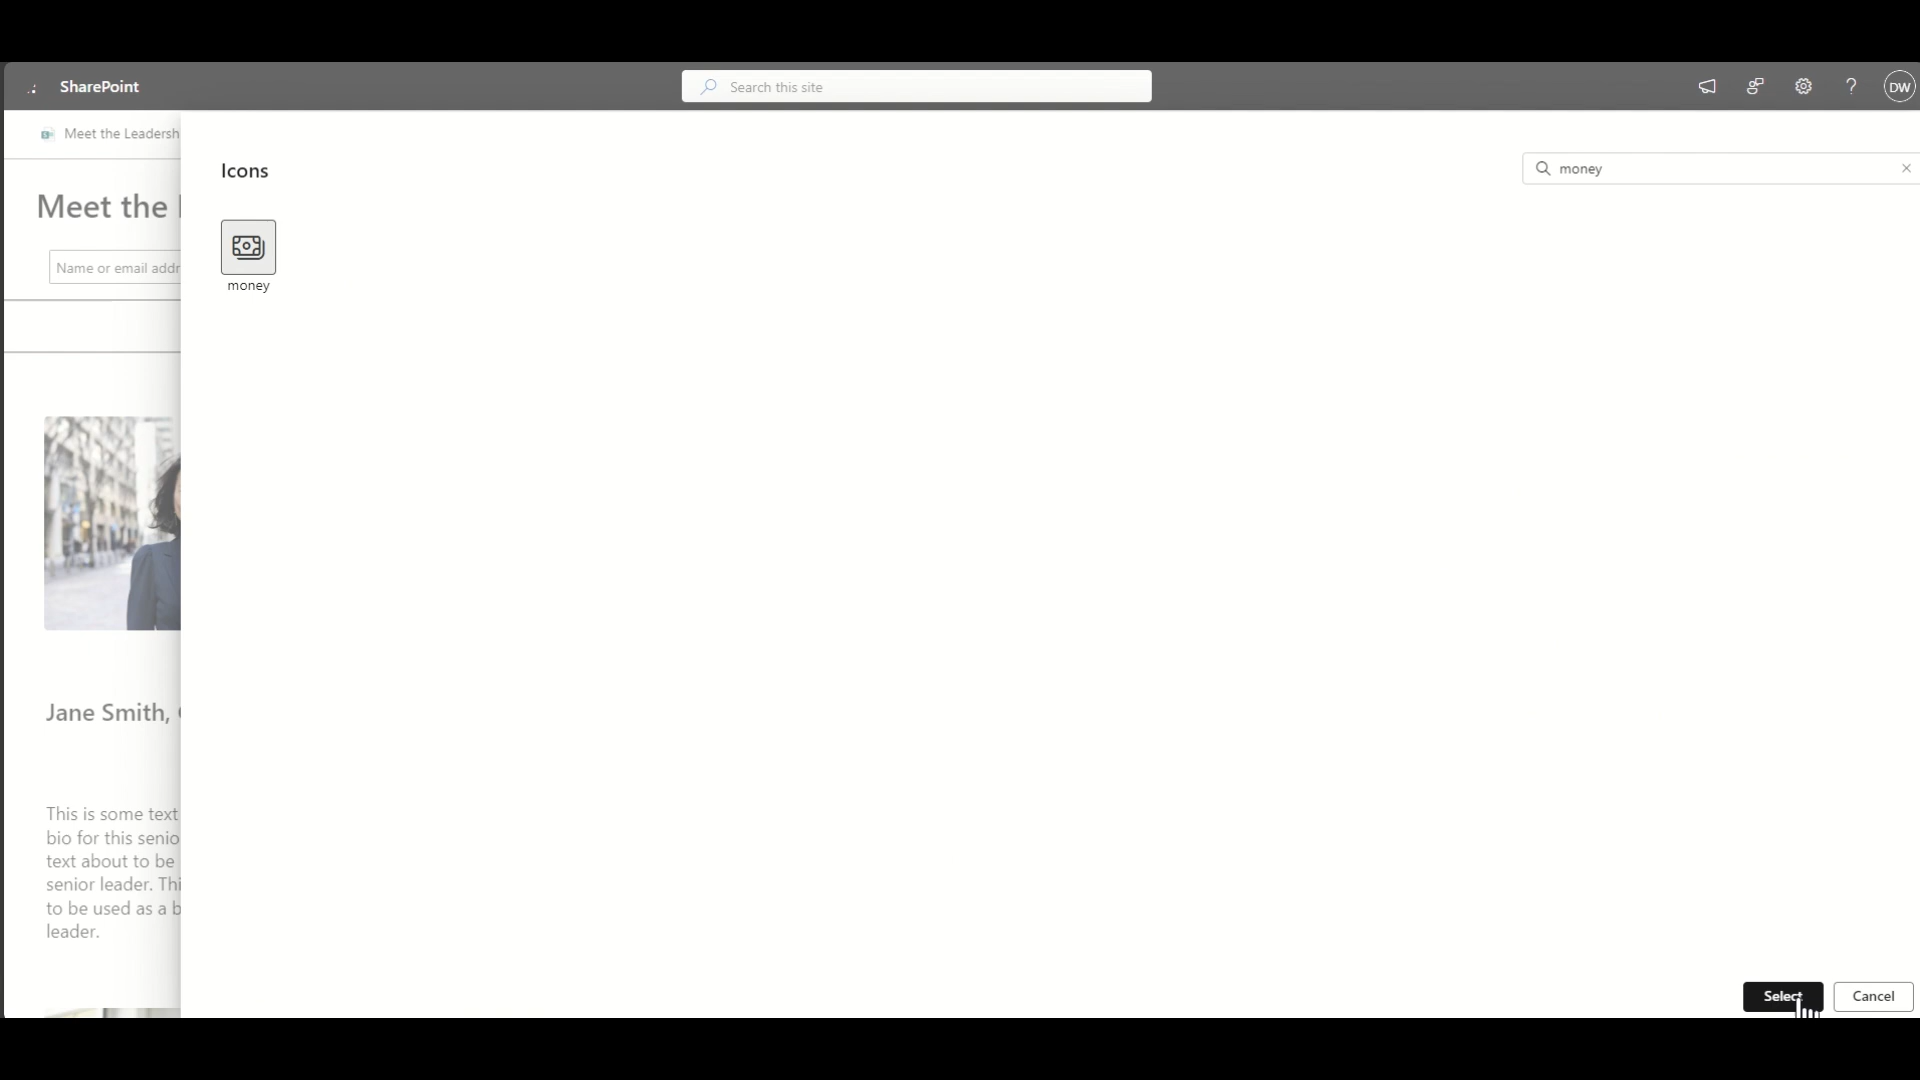 SharePoint
Search this site
?
DW
Meet the Leadersh
Icons
money
Meet the
Name or email addr
money
Jane Smith,
This is some text
bio for this senio
text about to be
senior leader. Thi
to be used as a b
leader.
Select
Cancel